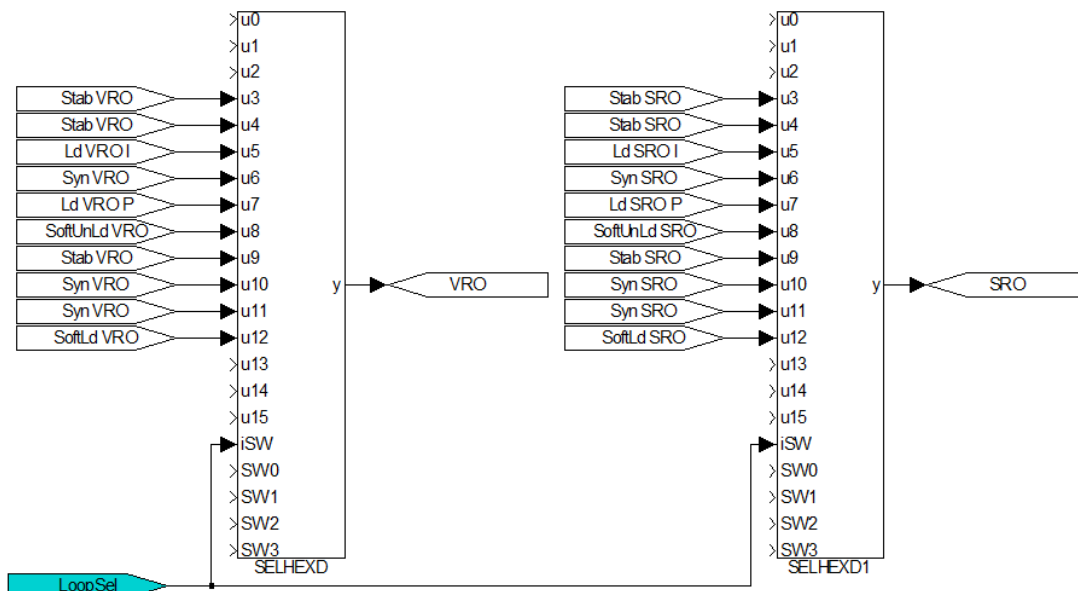 u0
u1
u2
Stab VRO u3
Stab VRO u4
Ld VRO I u5
Syn VRO u6
Ld VRO P u7
SoftUnLd VRO u8
Stab VRO u9
Syn VRO u10
Syn VRO u11
SoftLd VRO u12
u13
u14
u15
iSW
SW0
SW1
SW2
SW3
y VRO
SELHEXD
u0
u1
u2
Stab SRO u3
Stab SRO u4
Ld SRO I u5
Syn SRO u6
Ld SRO P u7
SoftUnLd SRO u8
Stab SRO u9
Syn SRO u10
Syn SRO u11
SoftLd SRO u12
u13
u14
u15
iSW
SW0
SW1
SW2
SW3
y SRO
SELHEXD1
LoopSel